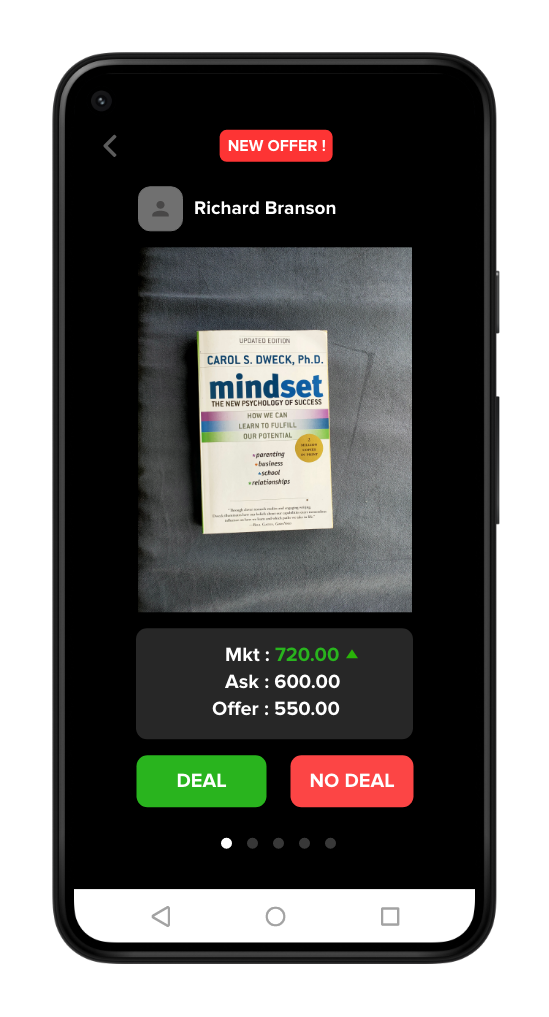 NEW OFFER !
Richard Branson
UPDATED EDITION
CAROL S. DWECK, Ph.D.
mindset
THE NEW PSYCHOLOGY OF SUCCESS
HOW WE CAN
LEARN TO FULFILL
OUR POTENTIAL
parenting
business
school
relationships
Mkt : 720.00 ▲
Ask : 600.00
Offer : 550.00
DEAL
NO DEAL